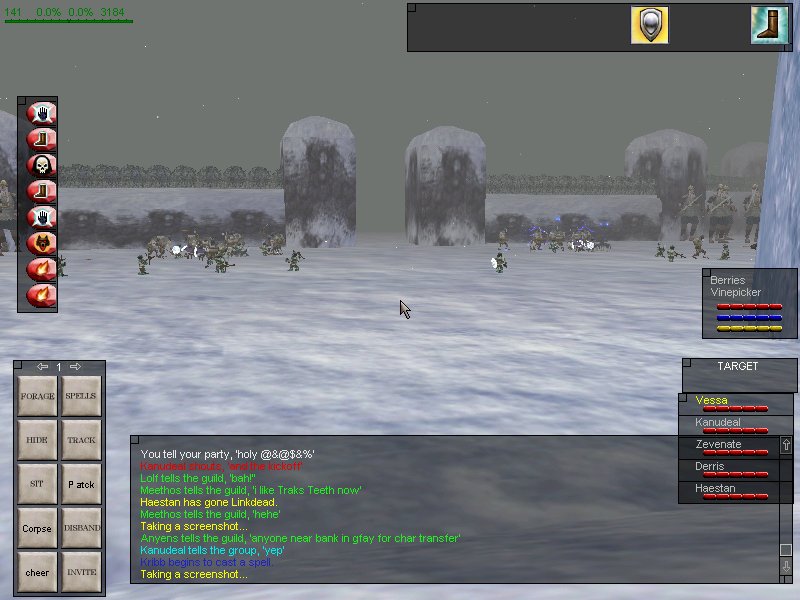 141 0.0% 0.0% 3184
Berries
Vinepicker
TARGET
Vessa
Kanudeal
Zevenate
Derris
Haestan
1
FORAGE SPELLS
HIDE TRACK
SIT P atck
Corpse DISBAND
cheer INVITE
You tell your party, 'holy @&@$&%'
Kanudeal shouts, 'and the kickoff'
Lolf tells the guild, 'bah!'
Meethos tells the guild, 'i like Traks Teeth now'
Haestan has gone Linkdead.
Meethos tells the guild, 'hehe'
Taking a screenshot...
Anyens tells the guild, 'anyone near bank in gfay for char transfer'
Kanudeal tells the group, 'yep'
Kribb begins to cast a spell.
Taking a screenshot...